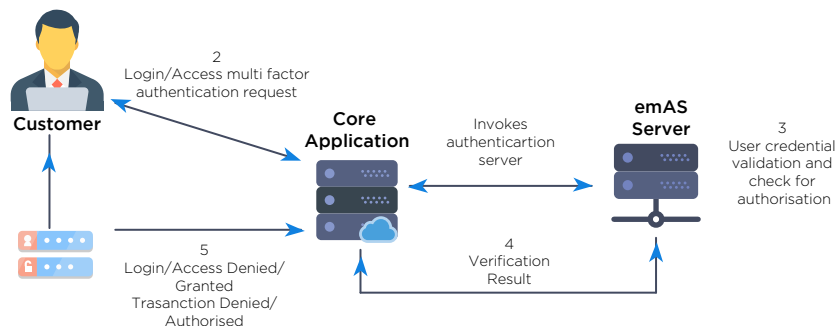 2
Login/Access multi factor
authentication request
Customer
Core
Application
Invokes
authenticartion
server
emAS
Server
3
User credential
validation and
check for
authorisation
5
Login/Access Denied/
Granted
Trasanction Denied/
Authorised
4
Verification
Result